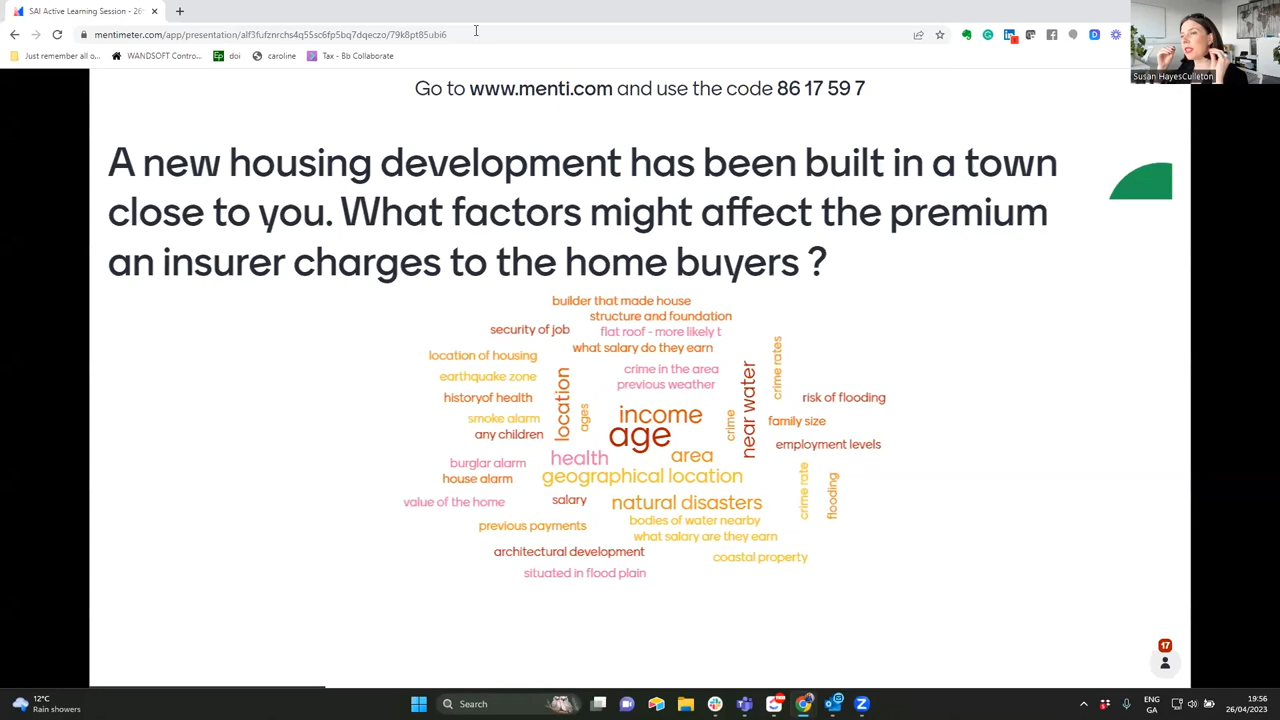 SAI Active Learning Session - 26
mentimeter.com/app/presentation/alf3fufznrchs4q55sc6fp5bq7dqeczo/79k8pt85ubi6
Just remember all o...
WANDSOFT Contro...
doi
caroline
Tax - Bb Collaborate
Susan HayesCulleton
Go to www.menti.com and use the code 86 17 59 7
A new housing development has been built in a town
close to you. What factors might affect the premium
an insurer charges to the home buyers ?
builder that made house
structure and foundation
security of job
flat roof - more likely t
what salary do they earn
location of housing
crime in the area
earthquake zone
previous weather
historyof health
smoke alarm
any children
location
ages
income
age
crime
near water
crime rates
risk of flooding
family size
employment levels
burglar alarm
health
area
house alarm
geographical location
value of the home
salary
natural disasters
crime rate
flooding
previous payments
bodies of water nearby
what salary are they earn
architectural development
coastal property
situated in flood plain
17
12°C
Rain showers
Search
ENG
GA
19:56
26/04/2023